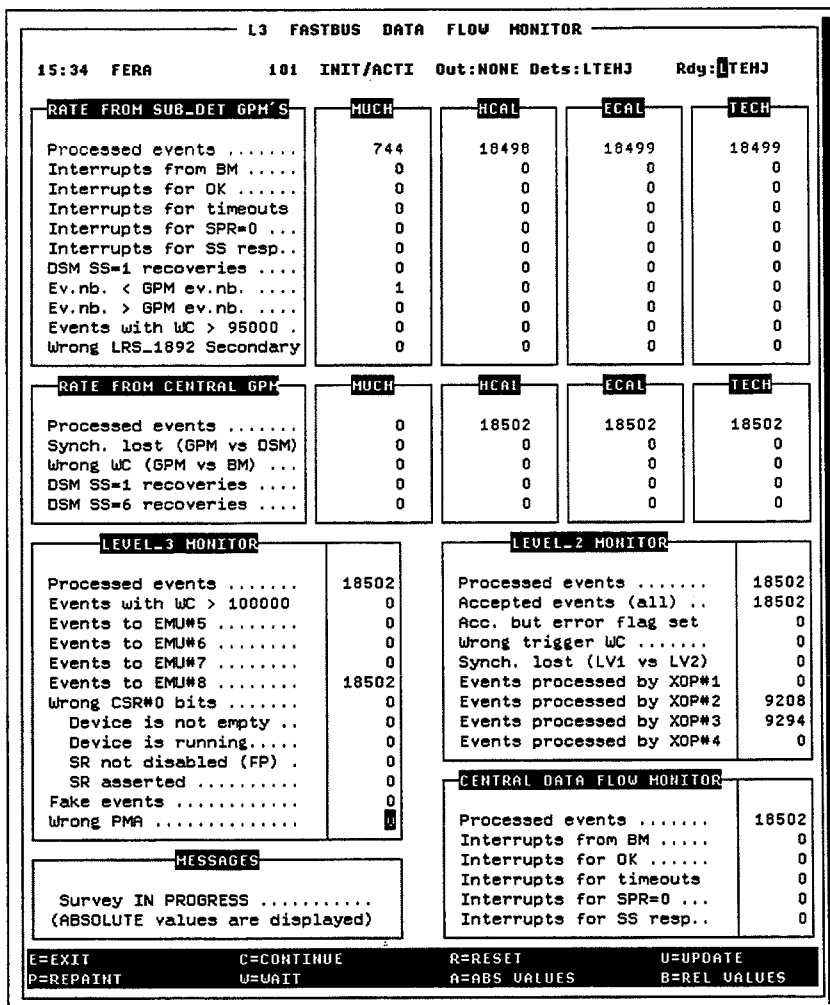 L3 FASTBUS DATA FLOW MONITOR
15:34 FERA 101 INIT/ACTI Out:NONE Dets:LTEHJ Rdy:LTEHJ
RATE FROM SUB_DET GPM'S MUCH HCAL ECAL TECH
Processed events ....... 744 18498 18499 18499
Interrupts from BM ..... 0 0 0 0
Interrupts for OK ...... 0 0 0 0
Interrupts for timeouts 0 0 0 0
Interrupts for SPR=0 ... 0 0 0 0
Interrupts for SS resp.. 0 0 0 0
DSM SS=1 recoveries .... 0 0 0 0
Ev.nb. < GPM ev.nb. .... 1 0 0 0
Ev.nb. > GPM ev.nb. .... 0 0 0 0
Events with WC > 95000 . 0 0 0 0
Wrong LRS_1892 Secondary 0 0 0 0
RATE FROM CENTRAL GPM MUCH HCAL ECAL TECH
Processed events ....... 0 18502 18502 18502
Synch. lost (GPM vs DSM) 0 0 0 0
Wrong WC (GPM vs BM) ... 0 0 0 0
DSM SS=1 recoveries .... 0 0 0 0
DSM SS=6 recoveries .... 0 0 0 0
LEVEL_3 MONITOR
Processed events ....... 18502
Events with WC > 100000 0
Events to EMU#5 ........ 0
Events to EMU#6 ........ 0
Events to EMU#7 ........ 0
Events to EMU#8 ........ 18502
Wrong CSR#0 bits ....... 0
Device is not empty .. 0
Device is running..... 0
SR not disabled (FP) . 0
SR asserted .......... 0
Fake events ............ 0
Wrong PMA ..............
LEVEL_2 MONITOR
Processed events ....... 18502
Accepted events (all) .. 18502
Acc. but error flag set 0
Wrong trigger WC ....... 0
Synch. lost (LV1 vs LV2) 0
Events processed by XOP#1 0
Events processed by XOP#2 9208
Events processed by XOP#3 9294
Events processed by XOP#4 0
CENTRAL DATA FLOW MONITOR
Processed events ....... 18502
Interrupts from BM ..... 0
Interrupts for OK ...... 0
Interrupts for timeouts 0
Interrupts for SPR=0 ... 0
Interrupts for SS resp.. 0
MESSAGES
Survey IN PROGRESS ...........
(ABSOLUTE values are displayed)
E=EXIT C=CONTINUE R=RESET U=UPDATE
P=REPAINT W=WAIT A=ABS VALUES B=REL VALUES